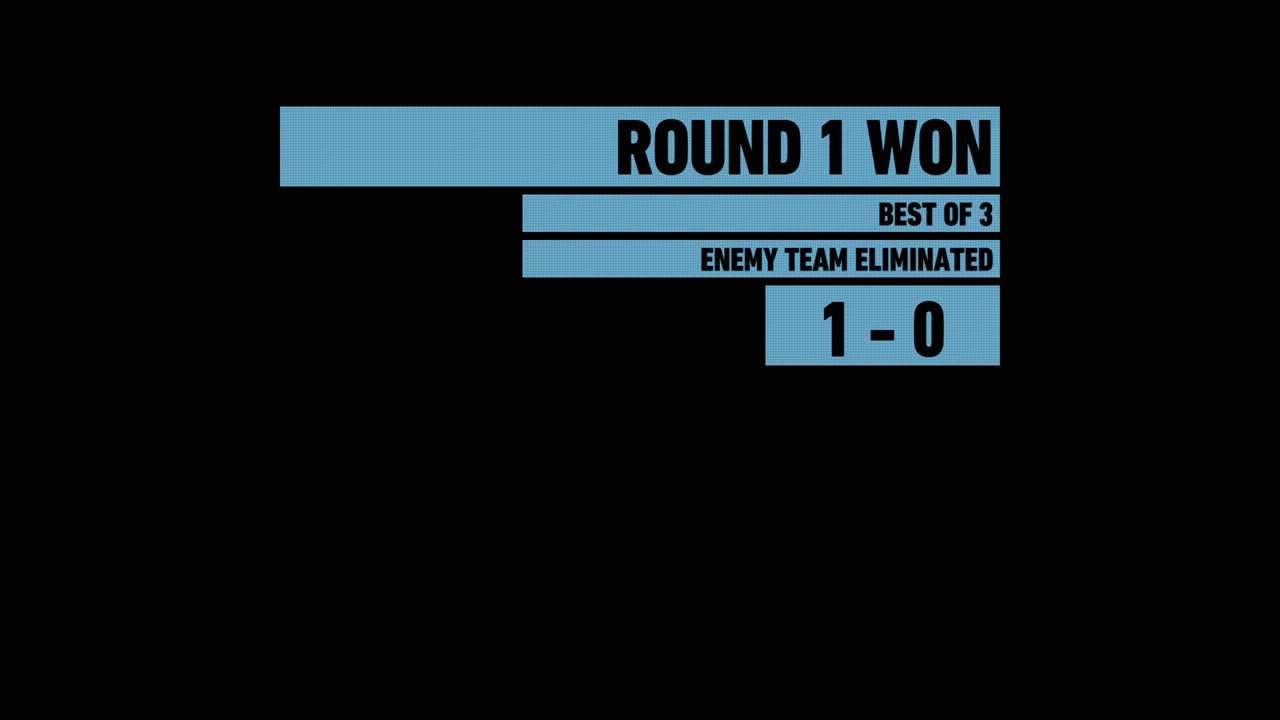 ROUND 1 WON
BEST OF 3
ENEMY TEAM ELIMINATED
1 - 0